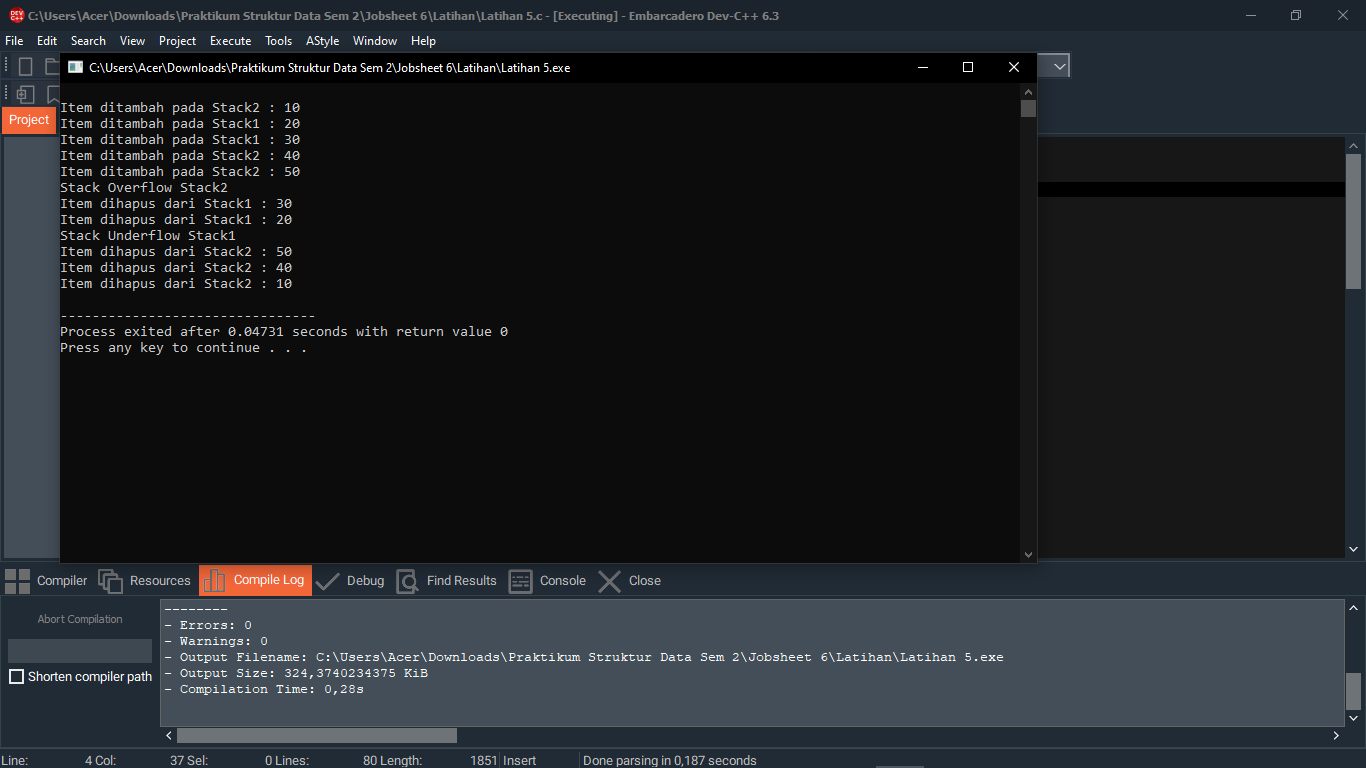 C:\Users\Acer\Downloads\Praktikum Struktur Data Sem 2\Jobsheet 6\Latihan\Latihan 5.c - [Executing] - Embarcadero Dev-C++ 6.3
File Edit Search View Project Execute Tools AStyle Window Help
C:\Users\Acer\Downloads\Praktikum Struktur Data Sem 2\Jobsheet 6\Latihan\Latihan 5.exe
Project
Item ditambah pada Stack2 : 10
Item ditambah pada Stack1 : 20
Item ditambah pada Stack1 : 30
Item ditambah pada Stack2 : 40
Item ditambah pada Stack2 : 50
Stack Overflow Stack2
Item dihapus dari Stack1 : 30
Item dihapus dari Stack1 : 20
Stack Underflow Stack1
Item dihapus dari Stack2 : 50
Item dihapus dari Stack2 : 40
Item dihapus dari Stack2 : 10
--------------------------------
Process exited after 0.04731 seconds with return value 0
Press any key to continue . . .
Compiler Resources Compile Log Debug Find Results Console Close
Abort Compilation
Shorten compiler path
--------
- Errors: 0
- Warnings: 0
- Output Filename: C:\Users\Acer\Downloads\Praktikum Struktur Data Sem 2\Jobsheet 6\Latihan\Latihan 5.exe
- Output Size: 324,3740234375 KiB
- Compilation Time: 0,28s
Line: 4 Col: 37 Sel: 0 Lines: 80 Length: 1851 Insert Done parsing in 0,187 seconds